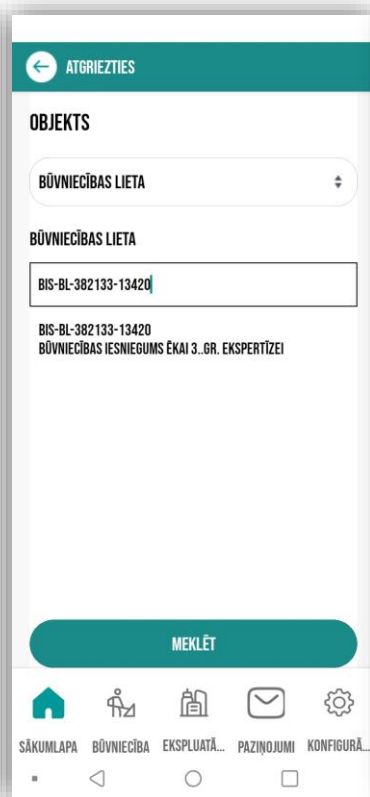 ATGRIEZTIES
OBJEKTS
BŪVNIECĪBAS LIETA
BŪVNIECĪBAS LIETA
BIS-BL-382133-13420
BIS-BL-382133-13420
BŪVNIECĪBAS IESNIEGUMS ĒKAI 3..GR. EKSPERTĪZEI
MEKLĒT
SĀKUMLAPA BŪVNIECĪBA EKSPLUATĀ... PAZIŅOJUMI KONFIGURĀ...